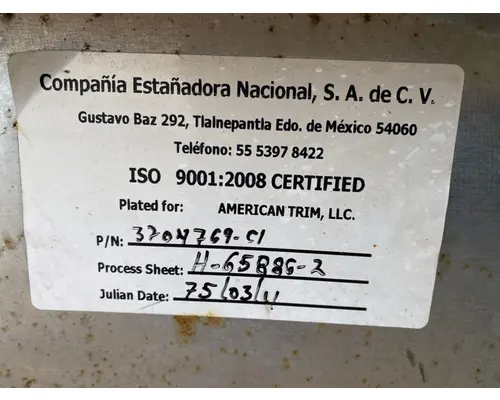 Compañía Estañadora Nacional, S. A. de C. V.
Gustavo Baz 292, Tlalnepantla Edo. de México 54060
Teléfono: 55 5397 8422
ISO 9001:2008 CERTIFIED
Plated for: AMERICAN TRIM, LLC.
P/N: 3704769-C1
Process Sheet: H-65886-2
Julian Date: 75/03/11